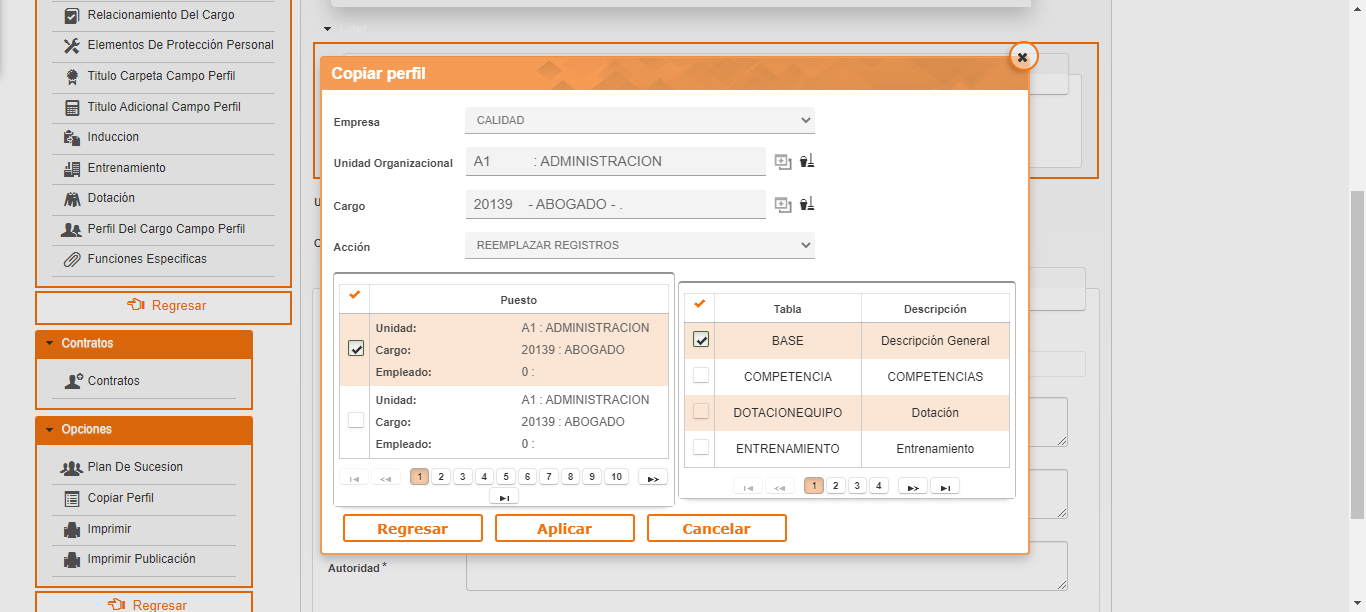 Relacionamiento Del Cargo
Elementos De Protección Personal
Titulo Carpeta Campo Perfil
Titulo Adicional Campo Perfil
Induccion
Entrenamiento
Dotación
Perfil Del Cargo Campo Perfil
Funciones Especificas
Regresar
Contratos
Contratos
Opciones
Plan De Sucesion
Copiar Perfil
Imprimir
Imprimir Publicación
Regresar
Lider
Copiar perfil
Empresa CALIDAD
Unidad Organizacional A1 : ADMINISTRACION
Cargo 20139 - ABOGADO - .
Acción REEMPLAZAR REGISTROS
Puesto
Unidad: A1 : ADMINISTRACION
Cargo: 20139 : ABOGADO
Empleado: 0 :
Unidad: A1 : ADMINISTRACION
Cargo: 20139 : ABOGADO
Empleado: 0 :
1 2 3 4 5 6 7 8 9 10
Tabla Descripción
BASE Descripción General
COMPETENCIA COMPETENCIAS
DOTACIONEQUIPO Dotación
ENTRENAMIENTO Entrenamiento
1 2 3 4
Regresar Aplicar Cancelar
Autoridad *